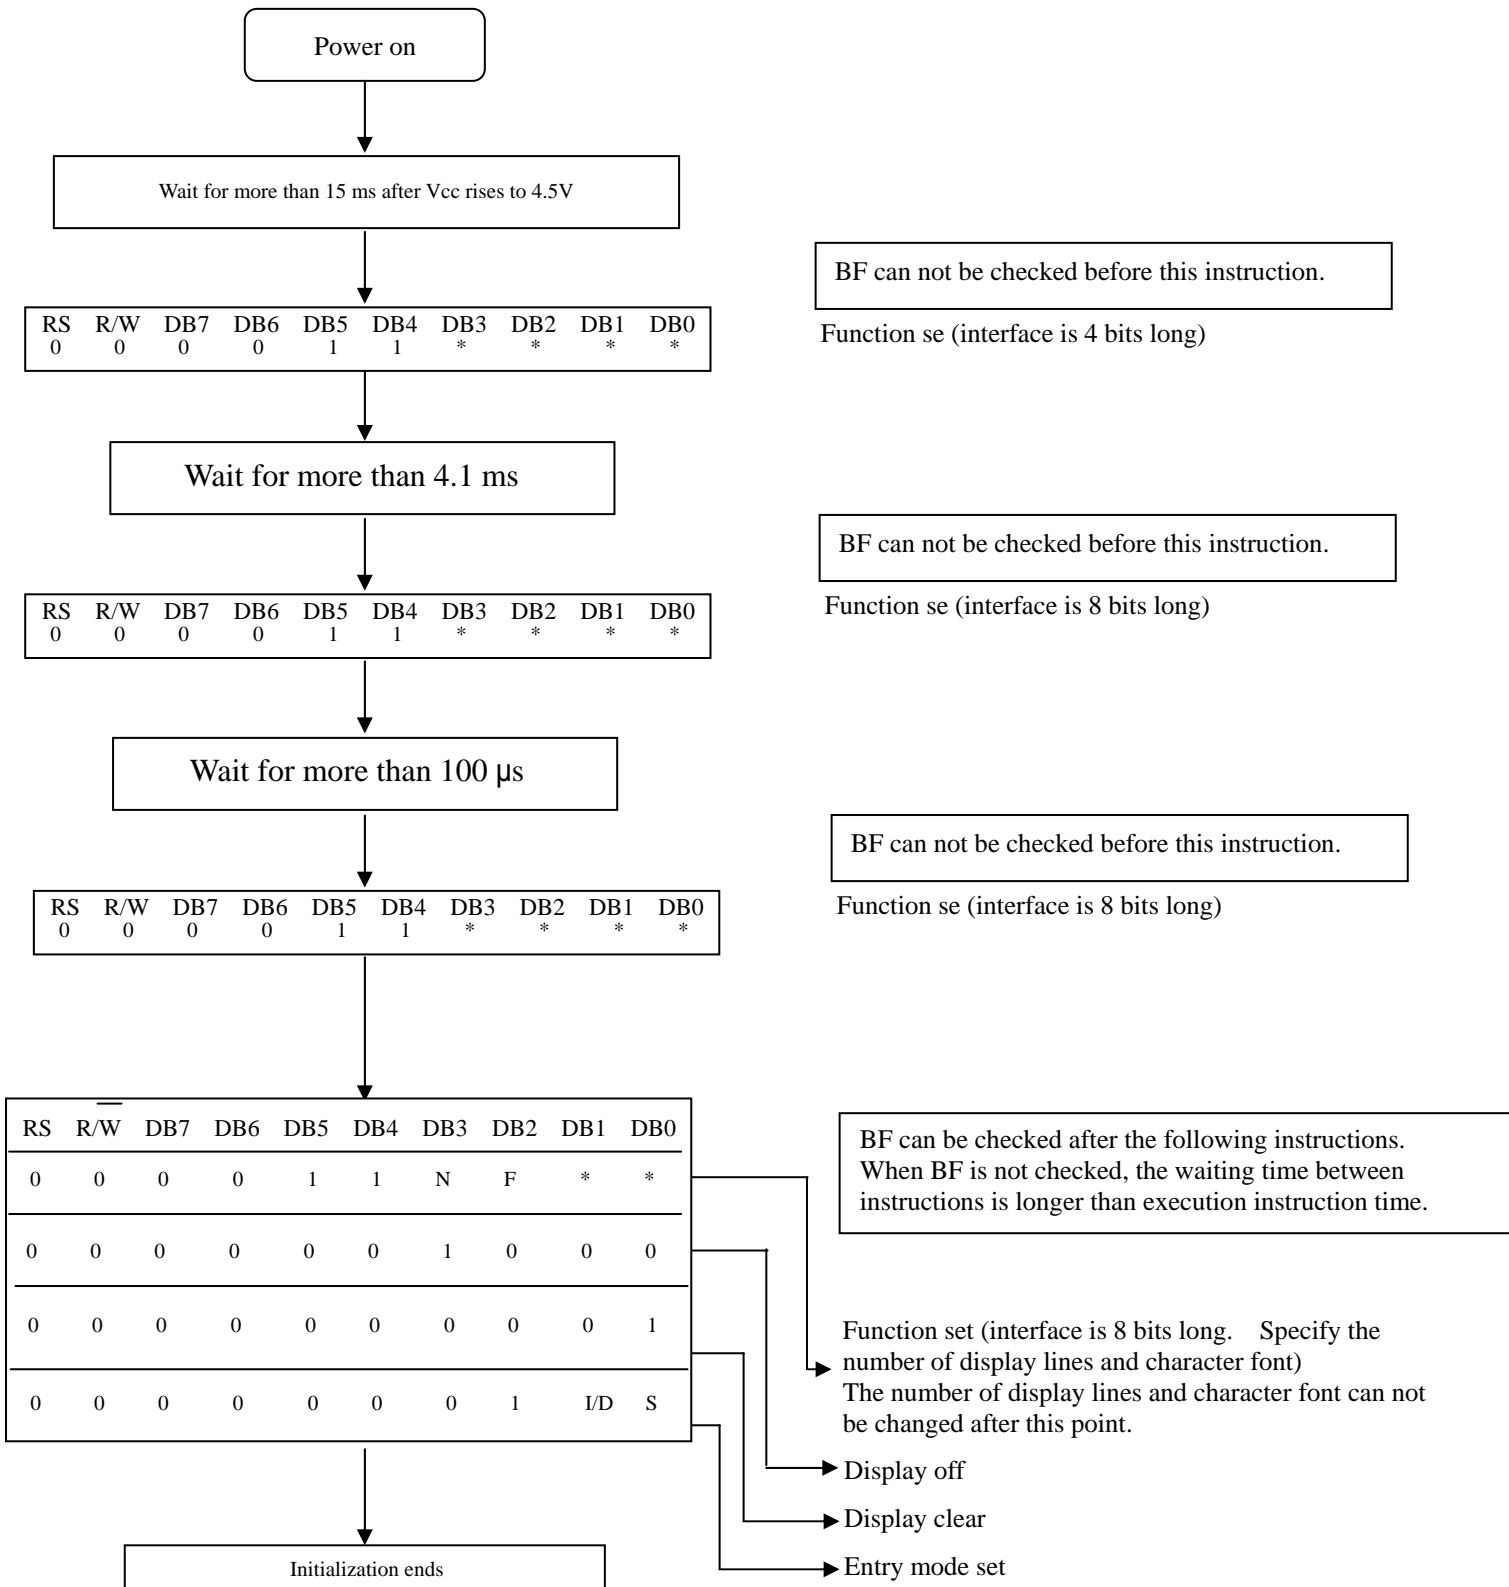 Power on
Wait for more than 15 ms after Vcc rises to 4.5V
BF can not be checked before this instruction.
RS R/W DB7 DB6 DB5 DB4 DB3 DB2 DB1 DB0
0 0 0 0 1 1 * * * *
Function se (interface is 4 bits long)
Wait for more than 4.1 ms
BF can not be checked before this instruction.
RS R/W DB7 DB6 DB5 DB4 DB3 DB2 DB1 DB0
0 0 0 0 1 1 * * * *
Function se (interface is 8 bits long)
Wait for more than 100 μs
BF can not be checked before this instruction.
RS R/W DB7 DB6 DB5 DB4 DB3 DB2 DB1 DB0
0 0 0 0 1 1 * * * *
Function se (interface is 8 bits long)
RS R/W DB7 DB6 DB5 DB4 DB3 DB2 DB1 DB0
0 0 0 0 1 1 N F * *
0 0 0 0 0 0 1 0 0 0
0 0 0 0 0 0 0 0 0 1
0 0 0 0 0 0 0 1 I/D S
BF can be checked after the following instructions.
When BF is not checked, the waiting time between
instructions is longer than execution instruction time.
Function set (interface is 8 bits long. Specify the
number of display lines and character font)
The number of display lines and character font can not
be changed after this point.
Display off
Display clear
Entry mode set
Initialization ends